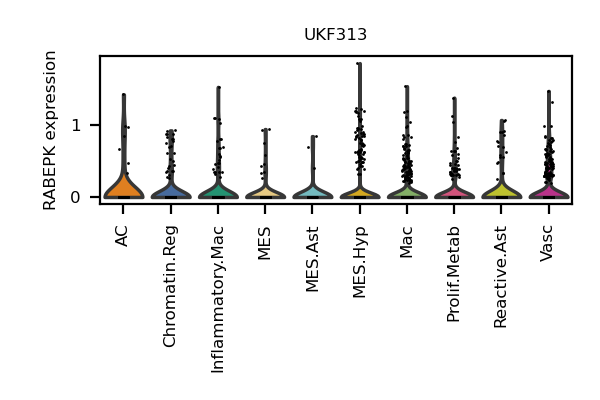 UKF313
RABEPK expression
1
0
AC
Chromatin.Reg
Inflammatory.Mac
MES
MES.Ast
MES.Hyp
Mac
Prolif.Metab
Reactive.Ast
Vasc